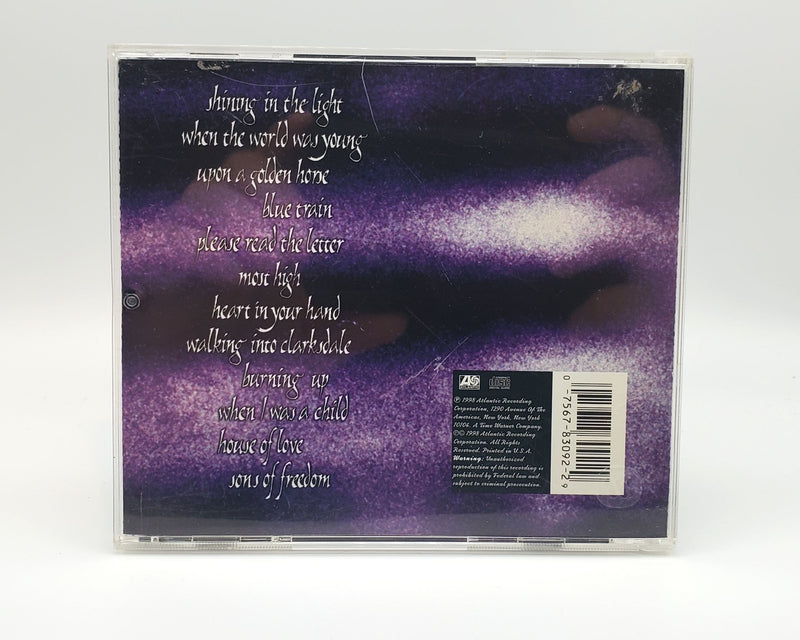 shining in the light
when the world was young
upon a golden horse
blue train
please read the letter
most high
heart in your hand
walking into clarksdale
burning up
when I was a child
house of love
sons of freedom
COMPACT
disc
DIGITAL AUDIO
℗ 1998 Atlantic Recording
Corporation, 1290 Avenue Of The
Americas, New York, New York
10104. A Time Warner Company.
℗© 1998 Atlantic Recording
Corporation. All Rights
Reserved. Printed in U.S.A.
Warning: Unauthorized
reproduction of this recording is
prohibited by Federal law and
subject to criminal prosecution.
0 -7567-83092-2 9